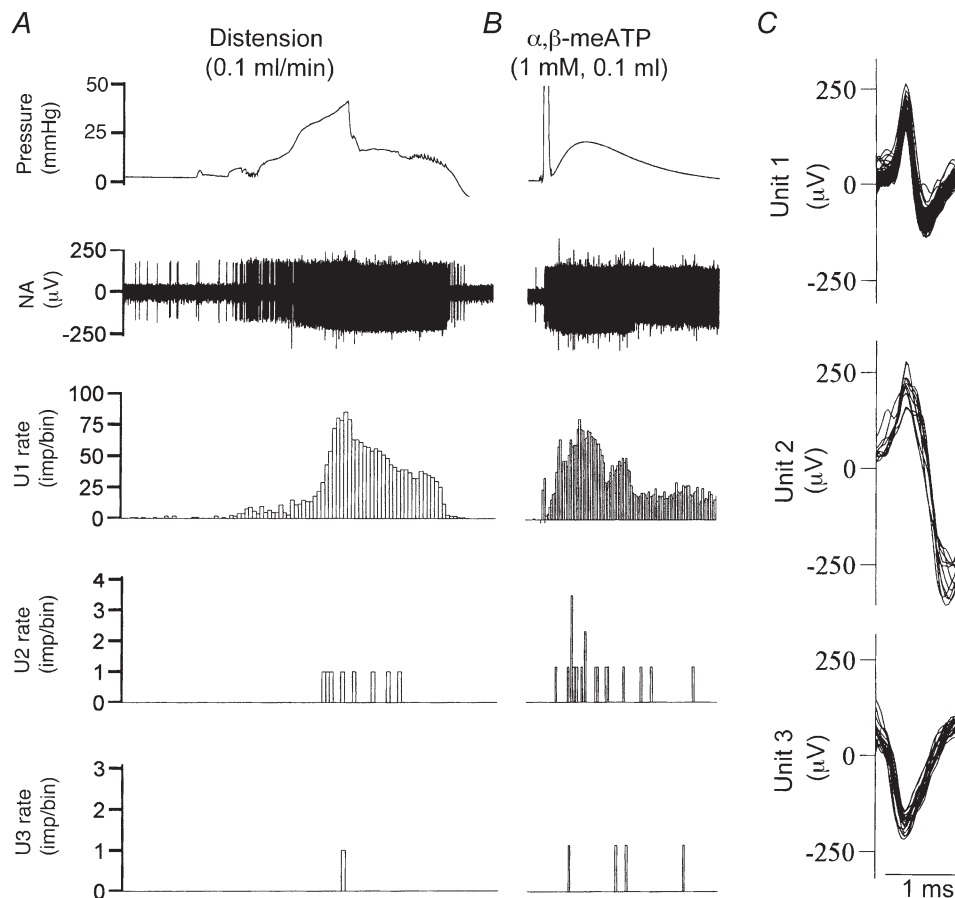 A
B
C
Distension
(0.1 ml/min)
α,β-meATP
(1 mM, 0.1 ml)
Pressure
(mmHg)
50
25
0
NA
(μV)
250
0
-250
U1 rate
(imp/bin)
100
75
50
25
0
U2 rate
(imp/bin)
4
3
2
1
0
U3 rate
(imp/bin)
3
2
1
0
Unit 1
(μV)
250
0
-250
Unit 2
(μV)
250
0
-250
Unit 3
(μV)
250
0
-250
1 ms